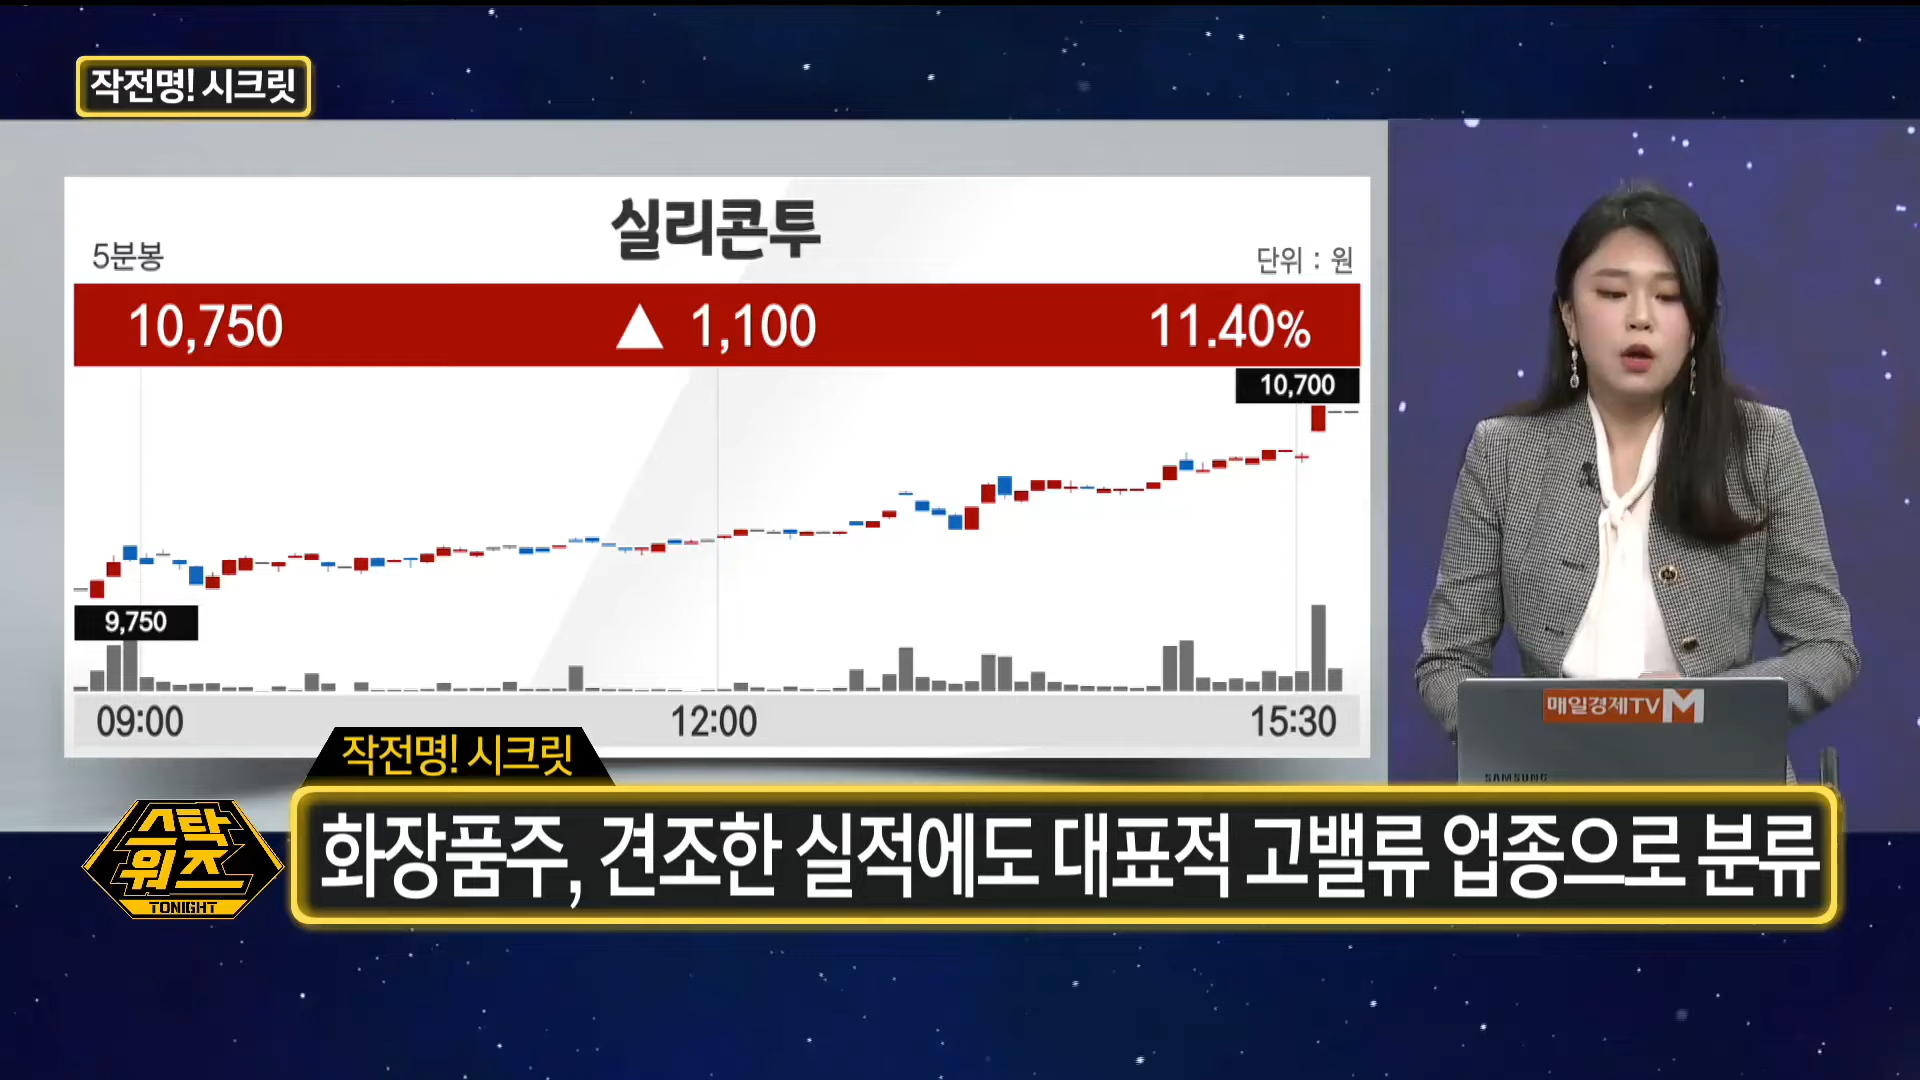 작전명! 시크릿
실리콘투
5분봉
단위 : 원
10,750 ▲ 1,100 11.40%
10,700
9,750
09:00 12:00 15:30
매일경제TV M
SAMSUNG
작전명! 시크릿
스탁
워즈
TONIGHT
화장품주, 견조한 실적에도 대표적 고밸류 업종으로 분류